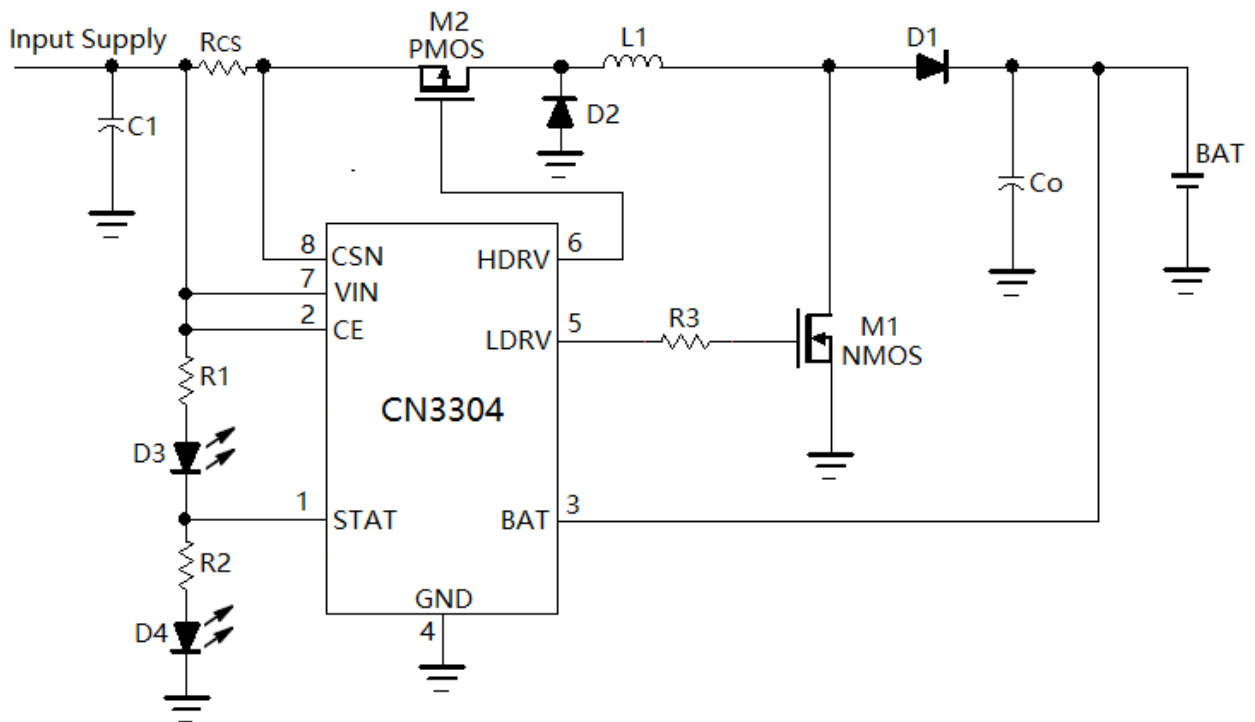 Input Supply
RCS
M2
PMOS
L1
D1
C1
D2
BAT
Co
8
CSN
6
HDRV
7
VIN
2
CE
5
LDRV
R3
M1
NMOS
R1
CN3304
D3
1
STAT
3
BAT
R2
GND
4
D4